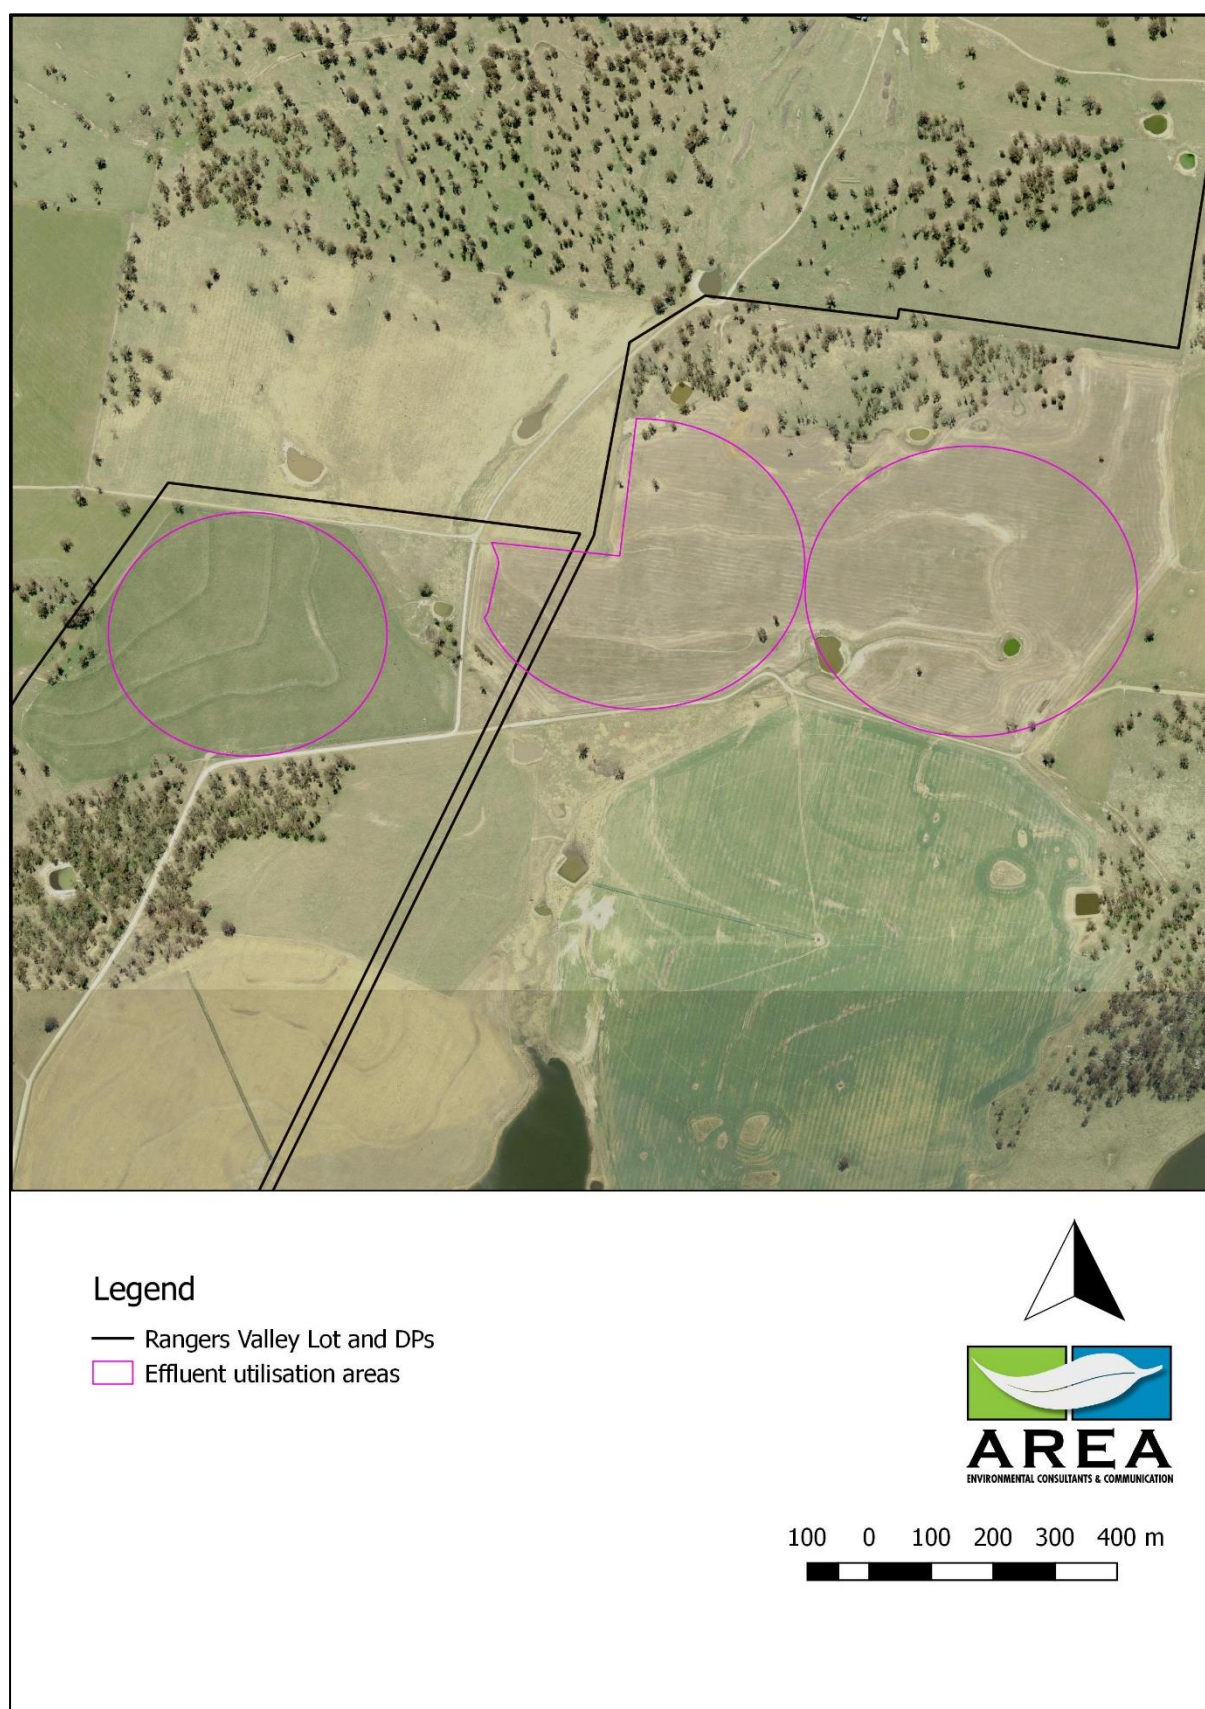 Legend
Rangers Valley Lot and DPs
Effluent utilisation areas
AREA
ENVIRONMENTAL CONSULTANTS & COMMUNICATION
100 0 100 200 300 400 m